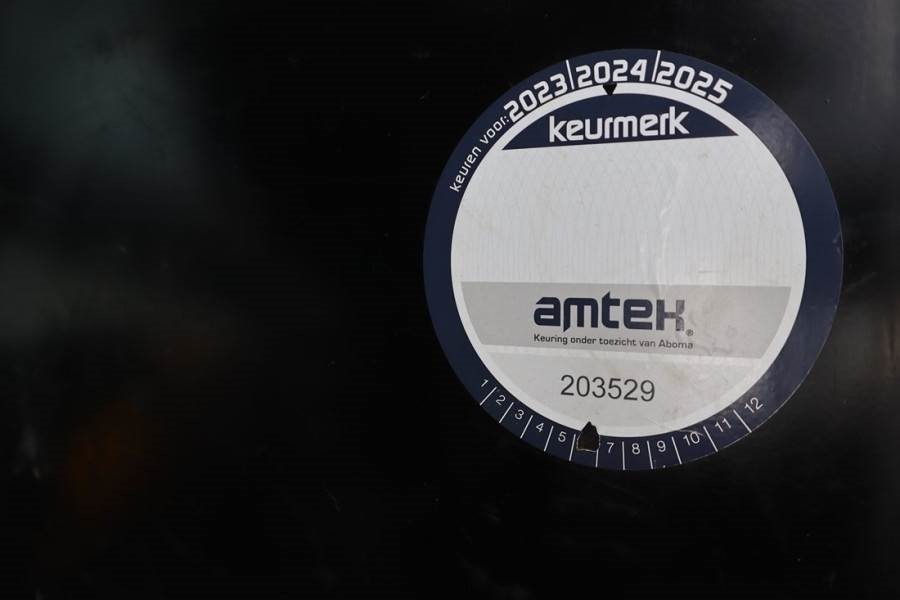 keuren voor: 2023 2024 2025
keurmerk
amtek®
Keuring onder toezicht van Aboma
203529
1 2 3 4 5 7 8 9 10 11 12